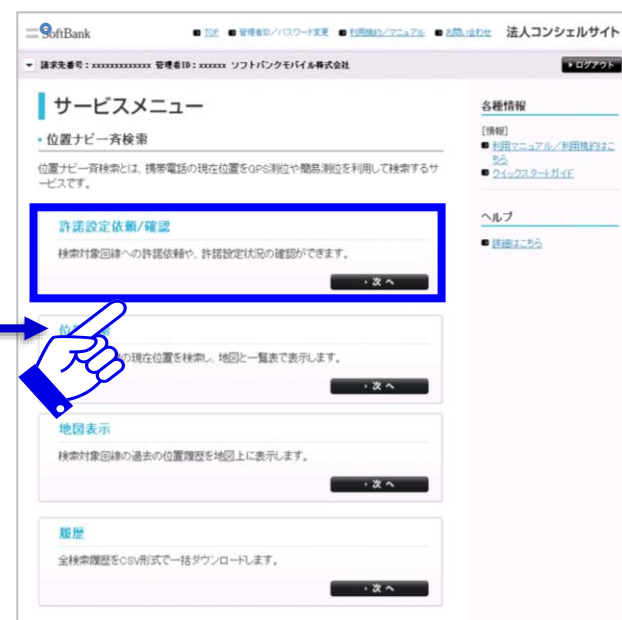 SoftBank
TOP 管理者ID/パスワード変更 利用規約/マニュアル お問い合わせ 法人コンシェルサイト
請求先番号：xxxxxxxxxxxxx 管理者ID：xxxxxx ソフトバンクモバイル株式会社 ログアウト
サービスメニュー
位置ナビ一斉検索
位置ナビ一斉検索とは、携帯電話の現在位置をGPS測位や簡易測位を利用して検索するサ
ービスです。
許諾設定依頼/確認
検索対象回線への許諾依頼や、許諾設定状況の確認ができます。
次へ
の現在位置を検索し、地図と一覧表で表示します。
次へ
地図表示
検索対象回線の過去の位置履歴を地図上に表示します。
次へ
履歴
全検索履歴をCSV形式で一括ダウンロードします。
次へ
各種情報
[情報]
利用マニュアル/利用規約はこ
ちら
クイックスタートガイド
ヘルプ
詳細はこちら